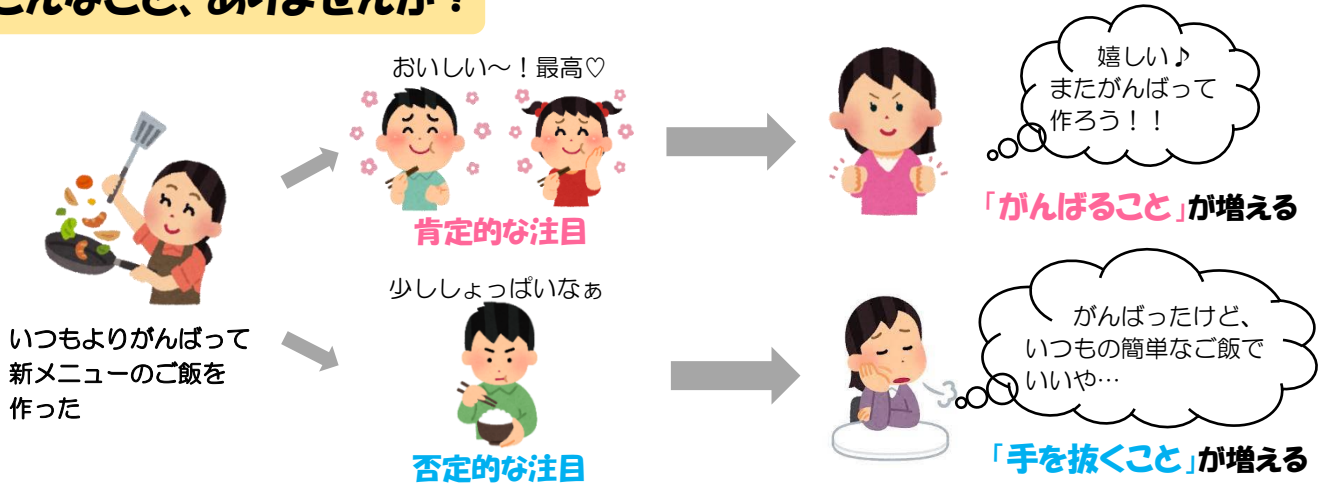 こんなこと、ありませんか？
おいしい～！最高♡
嬉しい♪
またがんばって
作ろう！！
肯定的な注目
「がんばること」が増える
いつもよりがんばって
新メニューのご飯を
作った
少ししょっぱいなぁ
がんばったけど、
いつもの簡単なご飯で
いいや…
否定的な注目
「手を抜くこと」が増える